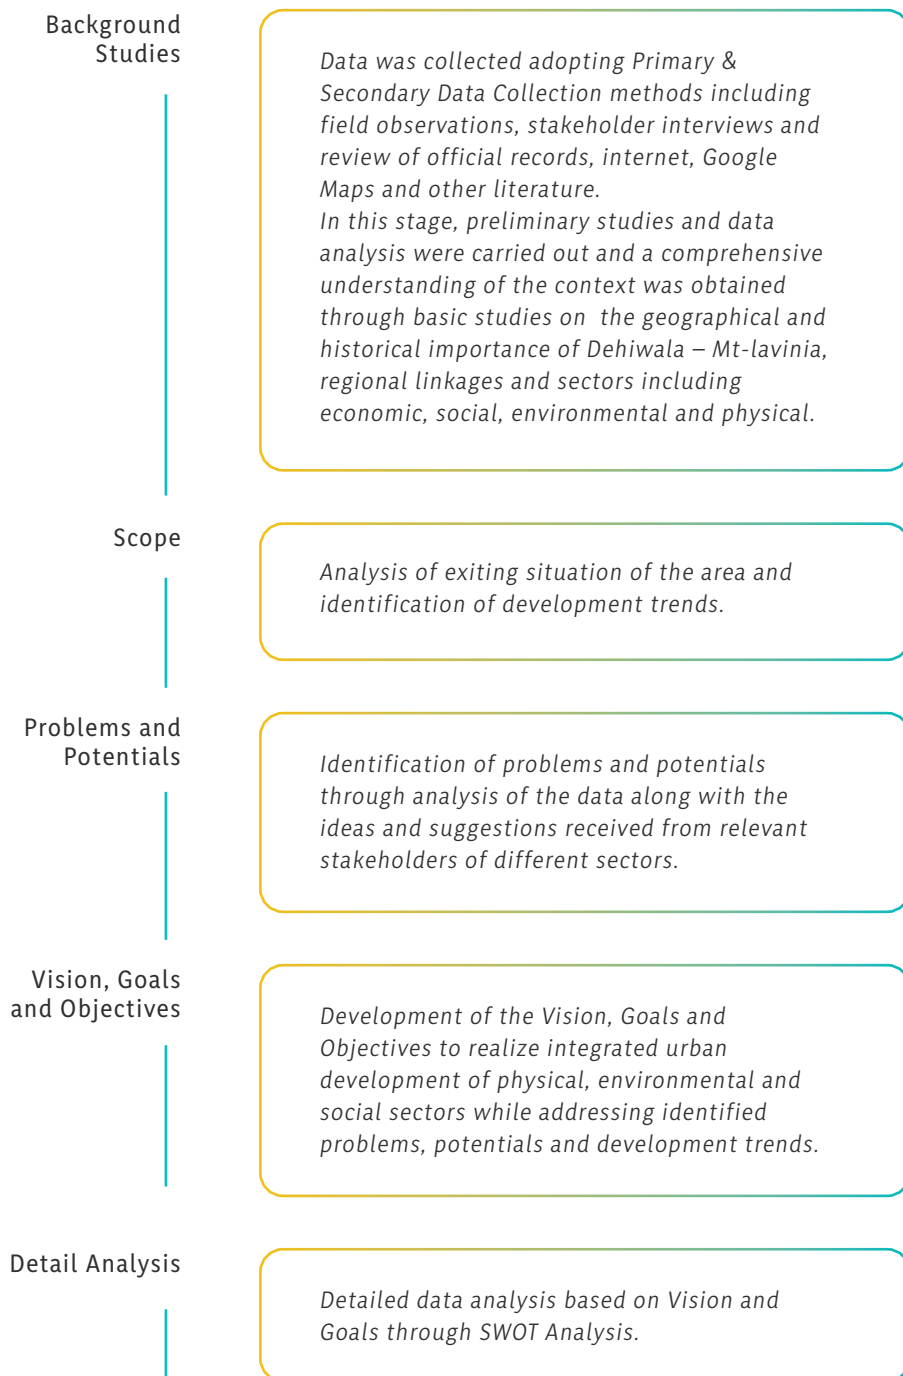 Background
Studies
Data was collected adopting Primary &
Secondary Data Collection methods including
field observations, stakeholder interviews and
review of official records, internet, Google
Maps and other literature.
In this stage, preliminary studies and data
analysis were carried out and a comprehensive
understanding of the context was obtained
through basic studies on  the geographical and
historical importance of Dehiwala – Mt-lavinia,
regional linkages and sectors including
economic, social, environmental and physical.
Scope
Analysis of exiting situation of the area and
identification of development trends.
Problems and
Potentials
Identification of problems and potentials
through analysis of the data along with the
ideas and suggestions received from relevant
stakeholders of different sectors.
Vision, Goals
and Objectives
Development of the Vision, Goals and
Objectives to realize integrated urban
development of physical, environmental and
social sectors while addressing identified
problems, potentials and development trends.
Detail Analysis
Detailed data analysis based on Vision and
Goals through SWOT Analysis.